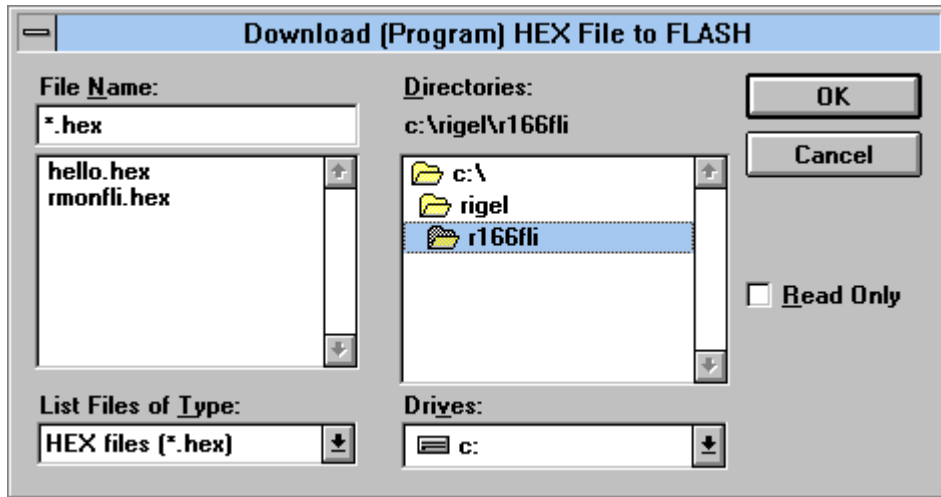 Download (Program) HEX File to FLASH
File Name:
*.hex
hello.hex
rmonfli.hex
List Files of Type:
HEX files (*.hex)
Directories:
c:\rigel\r166fli
c:\
rigel
r166fli
Drives:
c:
OK
Cancel
Read Only